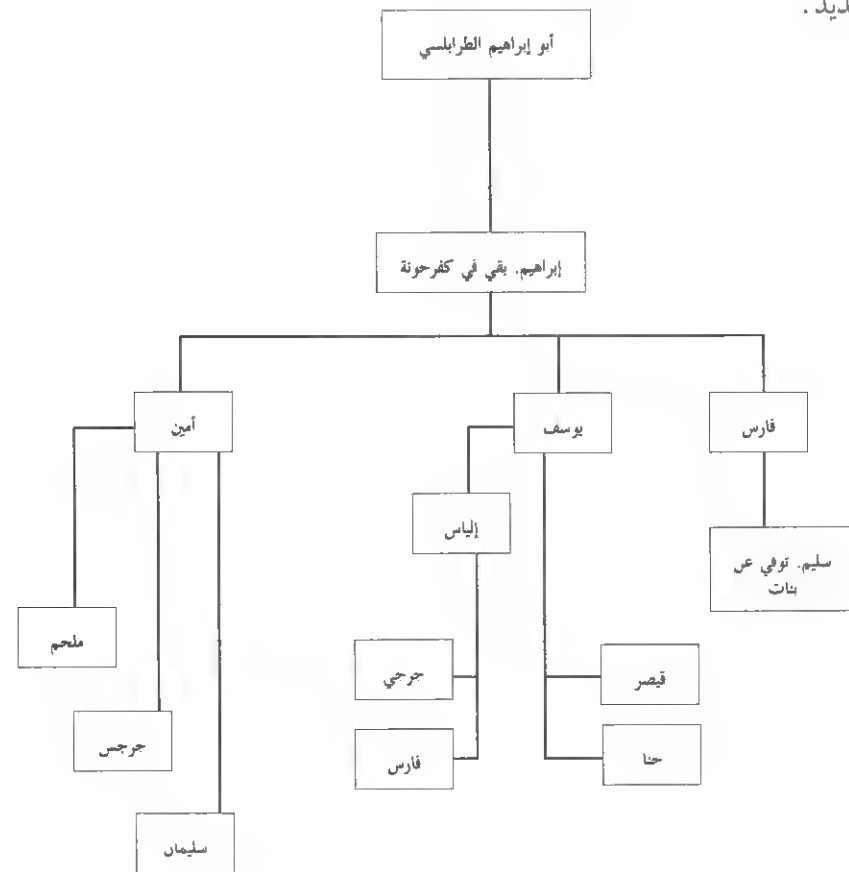 أبو إبراهيم الطرابلسي
إبراهيم. بقي في كفرحونة
فارس
يوسف
أمين
إلياس
سليم. توفي عن
بنات
ملحم
جرجي
قيصر
جرجس
فارس
حنا
سليمان